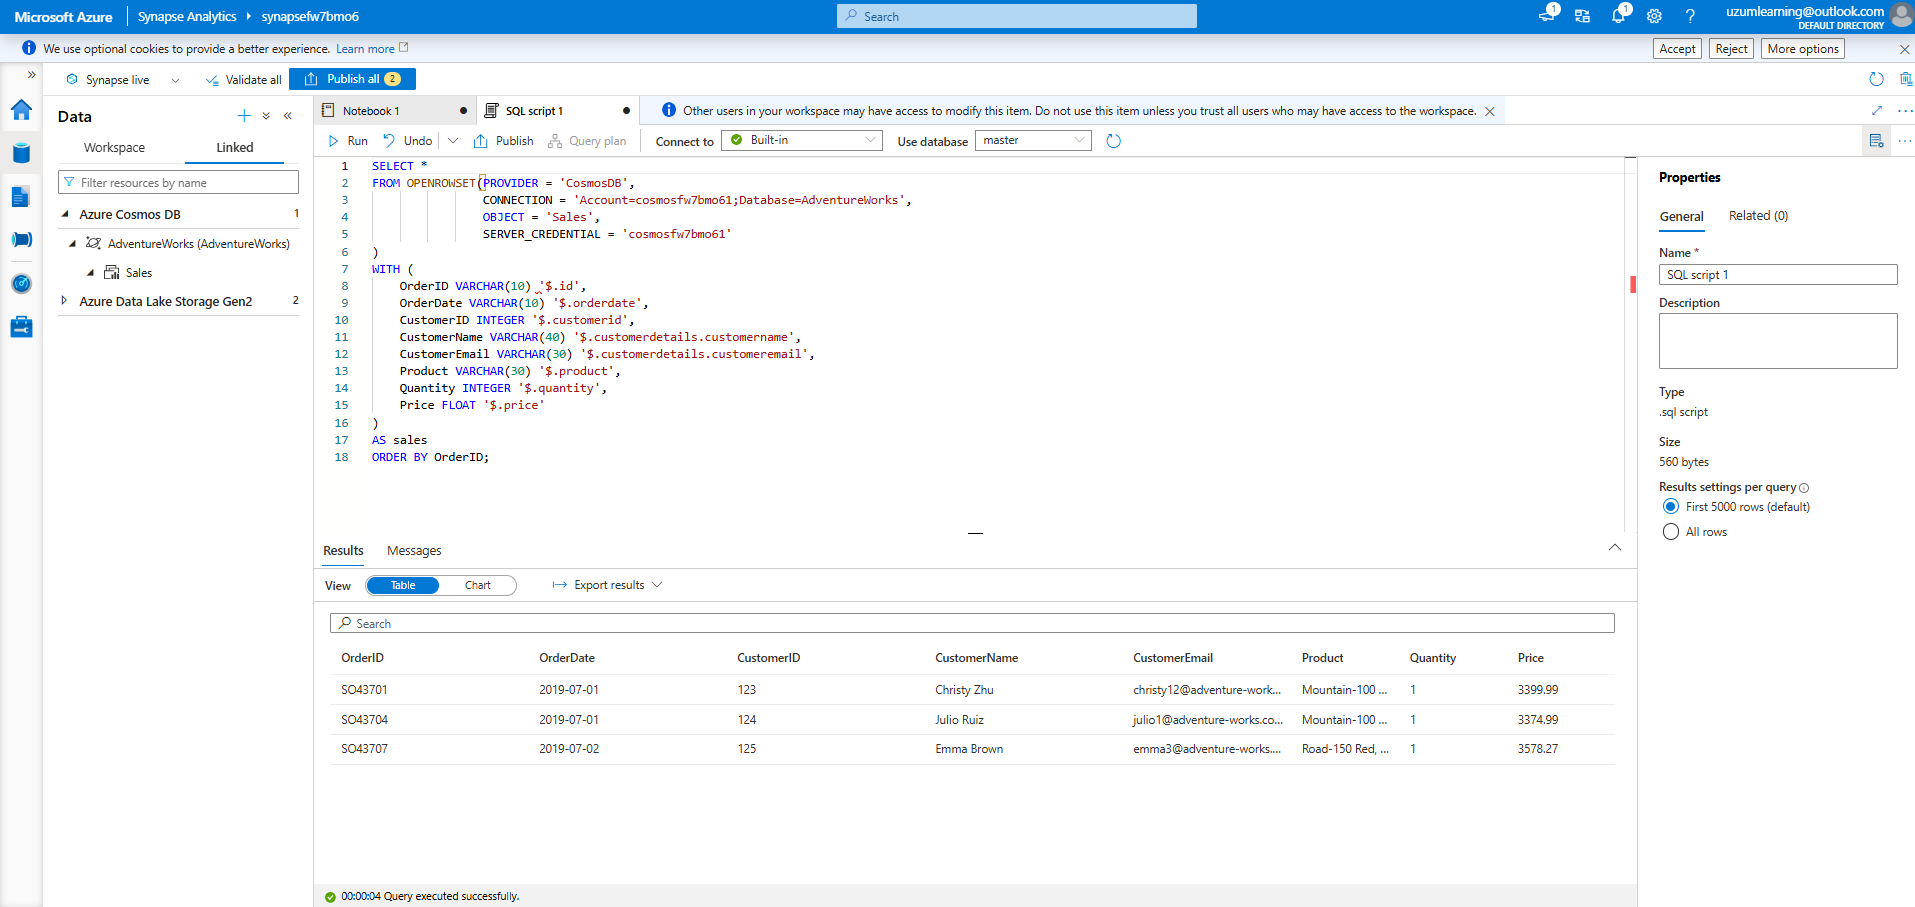 Microsoft Azure
Synapse Analytics
synapsefw7bmo6
Search
1
1
uzumlearning@outlook.com
DEFAULT DIRECTORY
We use optional cookies to provide a better experience. Learn more
Accept
Reject
More options
Synapse live
Validate all
Publish all 2
Data
Workspace
Linked
Filter resources by name
Azure Cosmos DB 1
AdventureWorks (AdventureWorks)
Sales
Azure Data Lake Storage Gen2 2
Notebook 1
SQL script 1
Other users in your workspace may have access to modify this item. Do not use this item unless you trust all users who may have access to the workspace.
Run
Undo
Publish
Query plan
Connect to
Built-in
Use database
master
1 SELECT *
2 FROM OPENROWSET(PROVIDER = 'CosmosDB',
3 CONNECTION = 'Account=cosmosfw7bmo61;Database=AdventureWorks',
4 OBJECT = 'Sales',
5 SERVER_CREDENTIAL = 'cosmosfw7bmo61'
6 )
7 WITH (
8 OrderID VARCHAR(10) '$.id',
9 OrderDate VARCHAR(10) '$.orderdate',
10 CustomerID INTEGER '$.customerid',
11 CustomerName VARCHAR(40) '$.customerdetails.customername',
12 CustomerEmail VARCHAR(30) '$.customerdetails.customeremail',
13 Product VARCHAR(30) '$.product',
14 Quantity INTEGER '$.quantity',
15 Price FLOAT '$.price'
16 )
17 AS sales
18 ORDER BY OrderID;
Results
Messages
View
Table
Chart
Export results
Search
OrderID OrderDate CustomerID CustomerName CustomerEmail Product Quantity Price
SO43701 2019-07-01 123 Christy Zhu christy12@adventure-work... Mountain-100 ... 1 3399.99
SO43704 2019-07-01 124 Julio Ruiz julio1@adventure-works.co... Mountain-100 ... 1 3374.99
SO43707 2019-07-02 125 Emma Brown emma3@adventure-works.... Road-150 Red, ... 1 3578.27
00:00:04 Query executed successfully.
Properties
General
Related (0)
Name *
SQL script 1
Description
Type
.sql script
Size
560 bytes
Results settings per query
First 5000 rows (default)
All rows